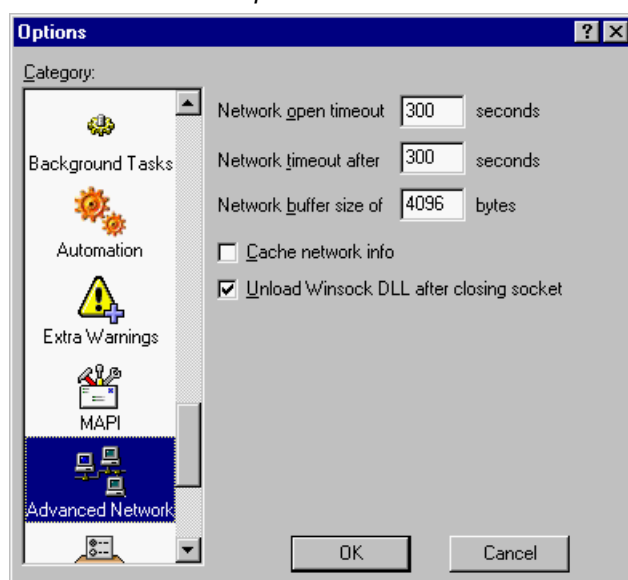 Options
Category:
Background Tasks
Automation
Extra Warnings
MAPI
Advanced Network
Network open timeout 300 seconds
Network timeout after 300 seconds
Network buffer size of 4096 bytes
Cache network info
Unload Winsock DLL after closing socket
OK Cancel